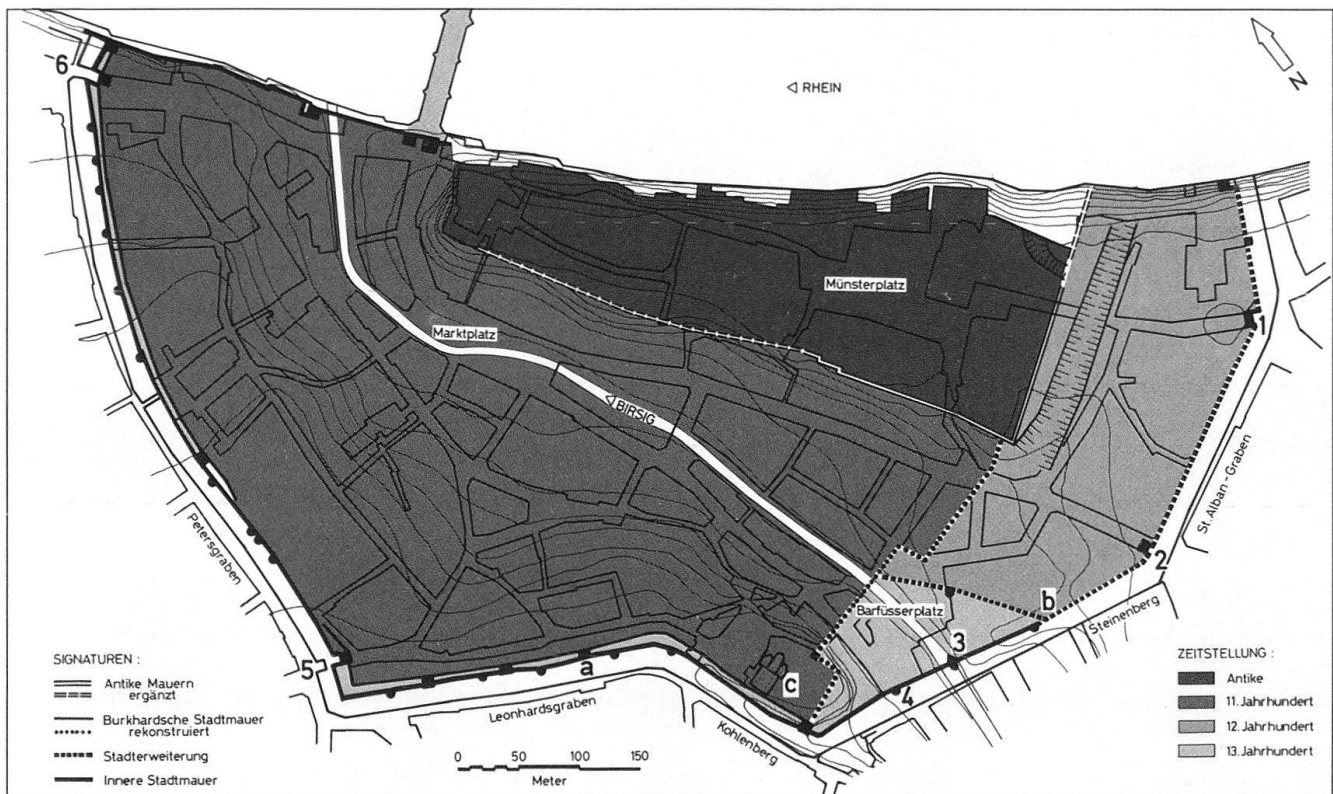 N
◁ RHEIN
6
Münsterplatz
Marktplatz
1
◁ BIRSIG
St. Alban-Graben
Petersgraben
2
b
Barfüsserplatz
Steinenberg
3
5
a
c
4
Leonhardsgraben
Kohlenberg
SIGNATUREN :
Antike Mauern
ergänzt
Burkhardsche Stadtmauer
rekonstruiert
Stadterweiterung
Innere Stadtmauer
0 50 100 150
Meter
ZEITSTELLUNG :
Antike
11. Jahrhundert
12. Jahrhundert
13. Jahrhundert